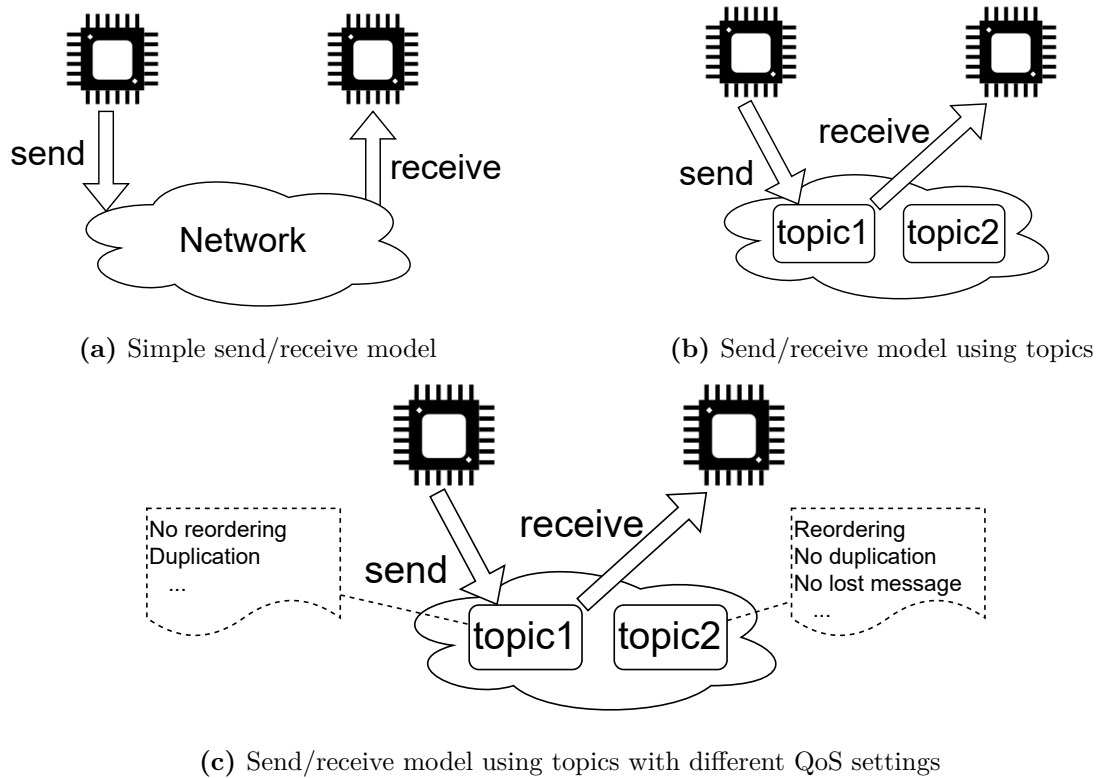 send
receive
Network
(a) Simple send/receive model
receive
send
topic1
topic2
(b) Send/receive model using topics
No reordering
Duplication
...
receive
send
Reordering
No duplication
No lost message
...
topic1
topic2
(c) Send/receive model using topics with different QoS settings